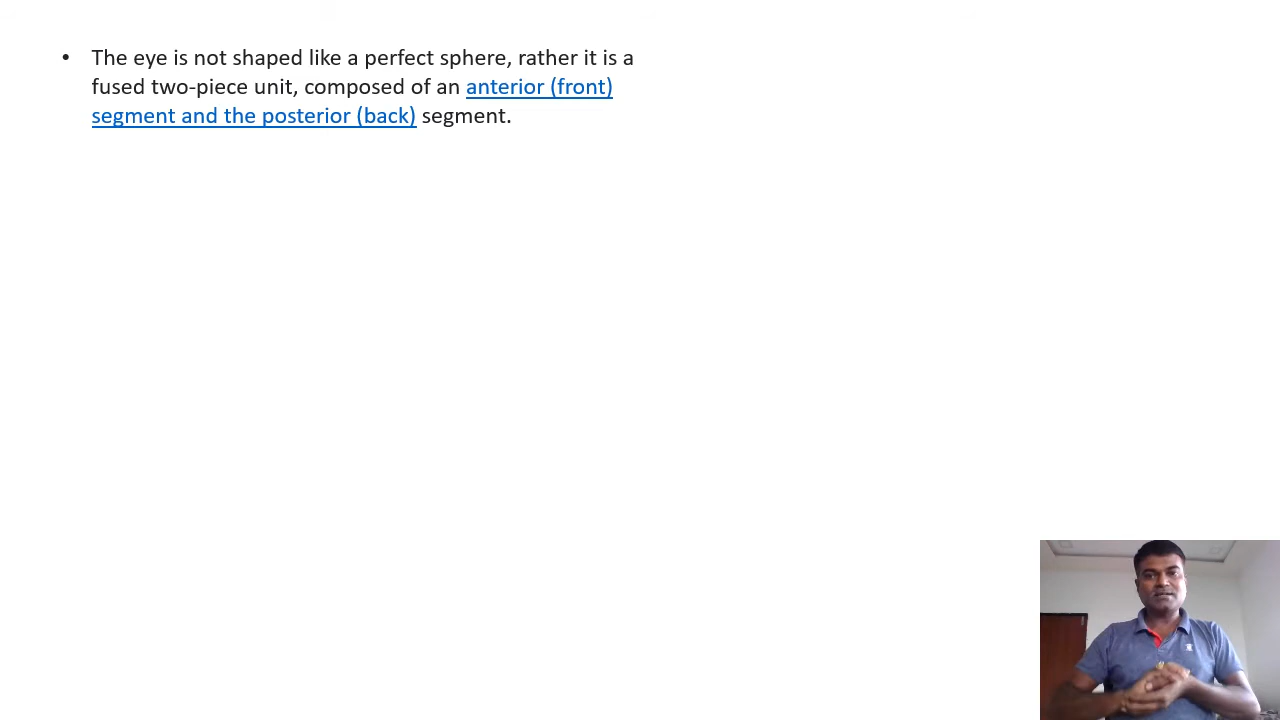 • The eye is not shaped like a perfect sphere, rather it is a
fused two-piece unit, composed of an anterior (front)
segment and the posterior (back) segment.